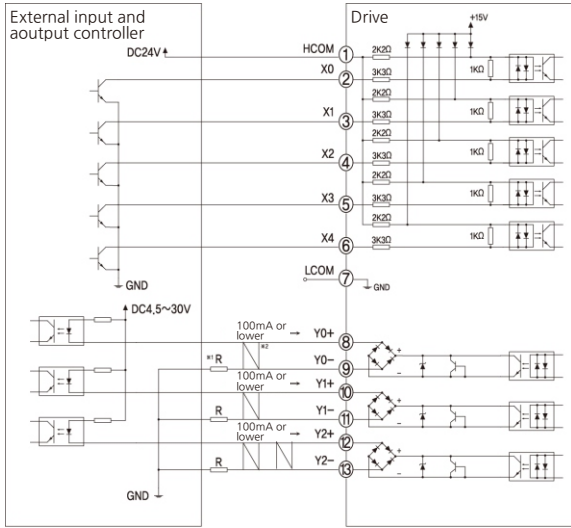 External input and
aoutput controller
Drive
+15V
DC24V
HCOM
1
2K2Ω
X0
2
3K3Ω
1KΩ
2K2Ω
X1
3
3K3Ω
1KΩ
2K2Ω
X2
4
3K3Ω
1KΩ
2K2Ω
X3
5
3K3Ω
1KΩ
2K2Ω
X4
6
3K3Ω
1KΩ
LCOM
7
GND
GND
DC4,5~30V
100mA or
lower
→
Y0+
8
*1
R
*2
Y0-
9
+
-
100mA or
lower
→
Y1+
10
R
Y1-
11
+
-
100mA or
lower
→
Y2+
12
R
Y2-
13
+
-
GND